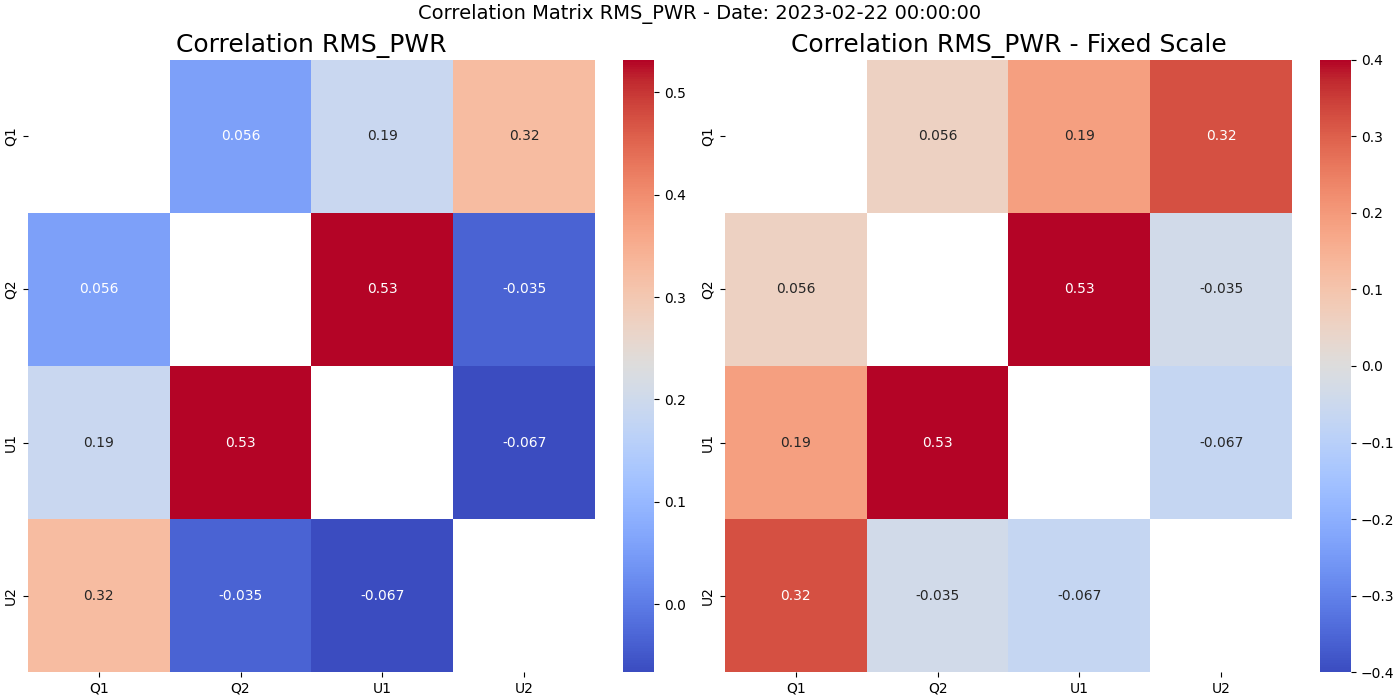 Correlation Matrix RMS_PWR - Date: 2023-02-22 00:00:00
Correlation RMS_PWR
Q1
0.056
0.19
0.32
Q2
0.056
0.53
-0.035
U1
0.19
0.53
-0.067
U2
0.32
-0.035
-0.067
Q1
Q2
U1
U2
0.5
0.4
0.3
0.2
0.1
0.0
Correlation RMS_PWR - Fixed Scale
Q1
0.056
0.19
0.32
Q2
0.056
0.53
-0.035
U1
0.19
0.53
-0.067
U2
0.32
-0.035
-0.067
Q1
Q2
U1
U2
0.4
0.3
0.2
0.1
0.0
−0.1
−0.2
−0.3
−0.4